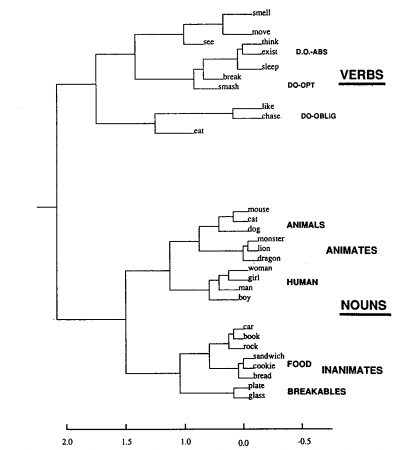 smell
move
see
think
exist
D.O.-ABS
sleep
VERBS
break
smash
DO-OPT
like
chase
DO-OBLIG
eat
mouse
cat
ANIMALS
dog
monster
lion
ANIMATES
dragon
woman
girl
HUMAN
man
boy
NOUNS
car
book
rock
sandwich
FOOD
cookie
INANIMATES
bread
plate
BREAKABLES
glass
2.0 1.5 1.0 0.0 -0.5